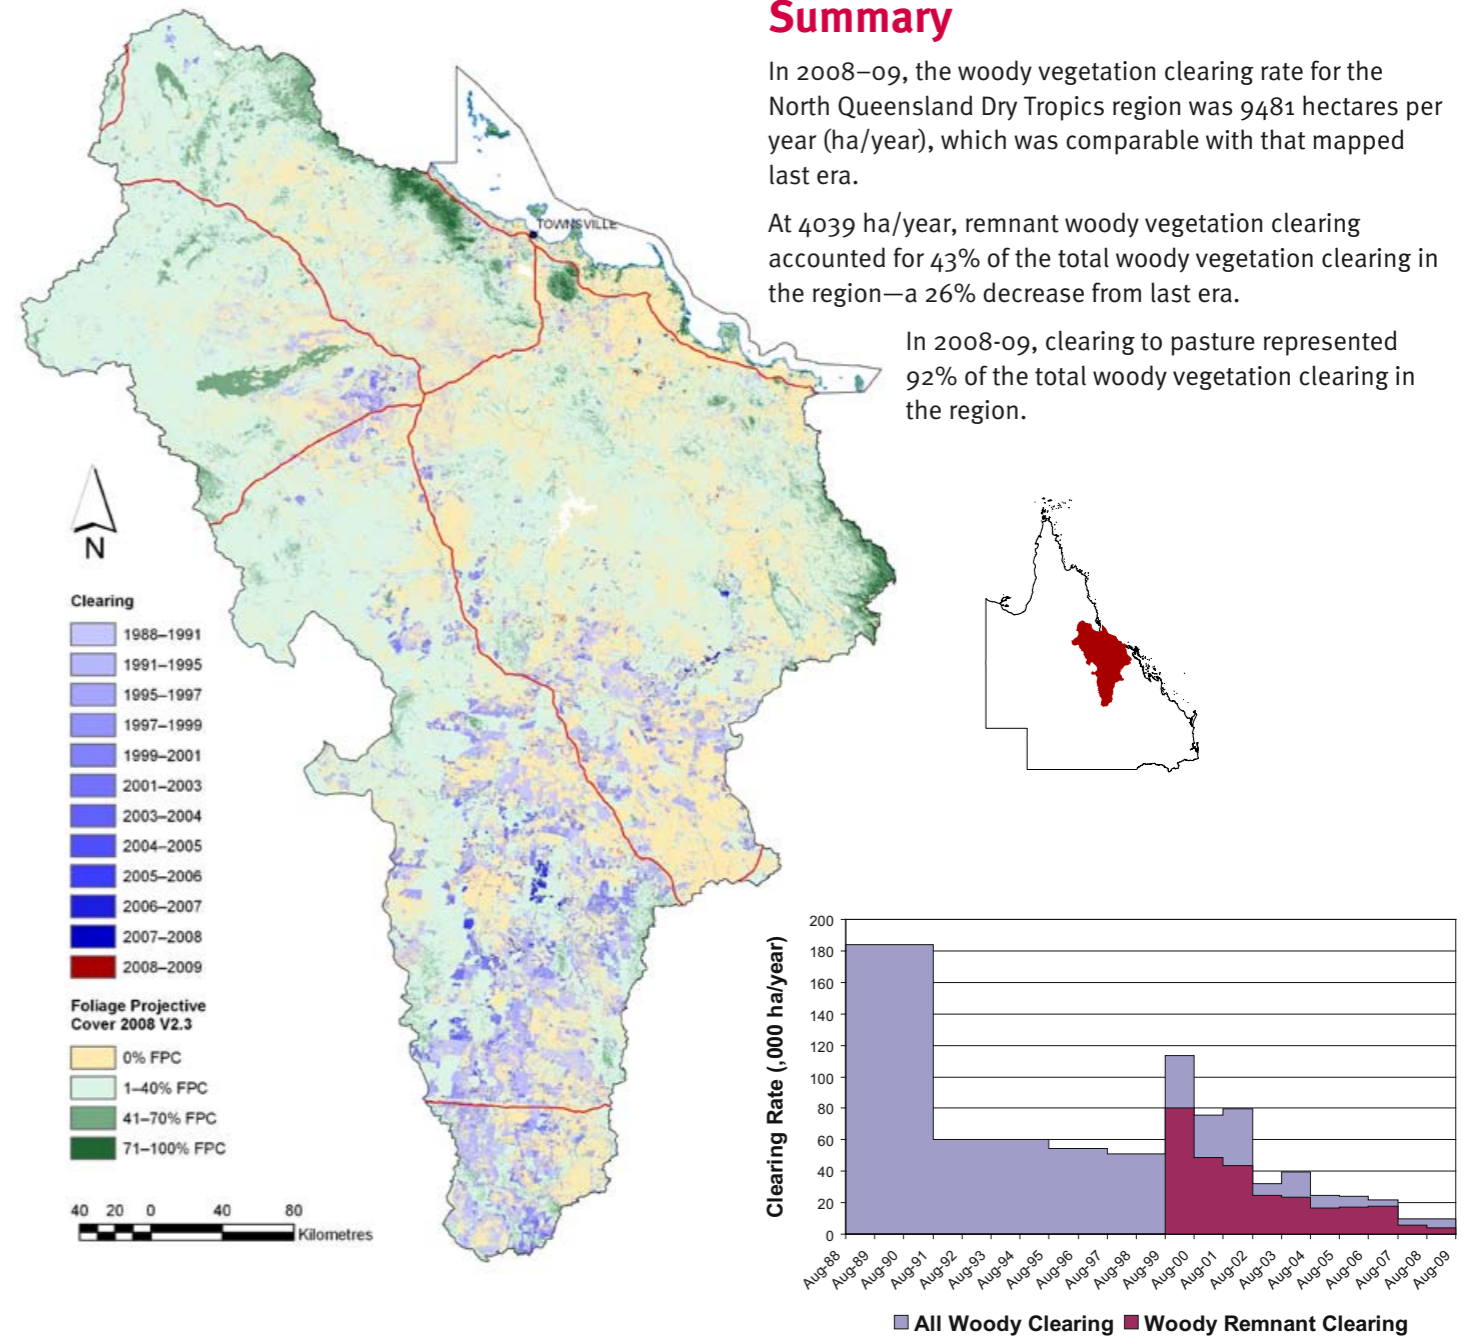 Summary
In 2008–09, the woody vegetation clearing rate for the
North Queensland Dry Tropics region was 9481 hectares per
year (ha/year), which was comparable with that mapped
last era.
At 4039 ha/year, remnant woody vegetation clearing
accounted for 43% of the total woody vegetation clearing in
the region—a 26% decrease from last era.
In 2008-09, clearing to pasture represented
92% of the total woody vegetation clearing in
the region.
TOWNSVILLE
N
Clearing
1988–1991
1991–1995
1995–1997
1997–1999
1999–2001
2001–2003
2003–2004
2004–2005
2005–2006
2006–2007
2007–2008
2008–2009
Foliage Projective
Cover 2008 V2.3
0% FPC
1–40% FPC
41–70% FPC
71–100% FPC
40 20 0 40 80
Kilometres
Clearing Rate (,000 ha/year)
200
180
160
140
120
100
80
60
40
20
0
Aug-88
Aug-89
Aug-90
Aug-91
Aug-92
Aug-93
Aug-94
Aug-95
Aug-96
Aug-97
Aug-98
Aug-99
Aug-00
Aug-01
Aug-02
Aug-03
Aug-04
Aug-05
Aug-06
Aug-07
Aug-08
Aug-09
All Woody Clearing Woody Remnant Clearing